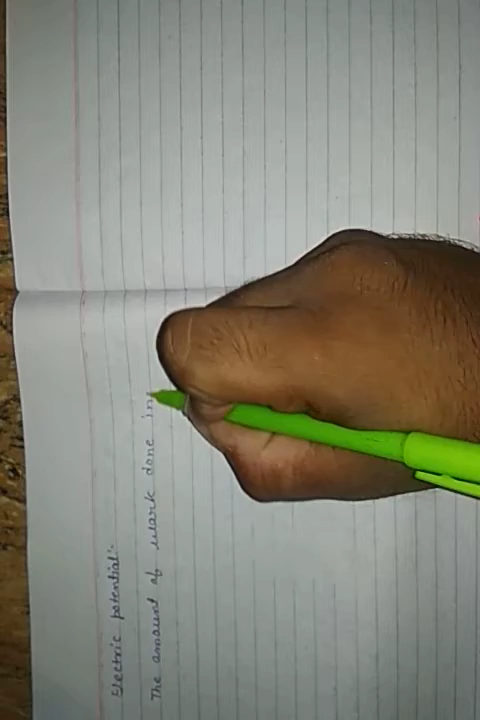 Electric potential:-
The amount of work done in